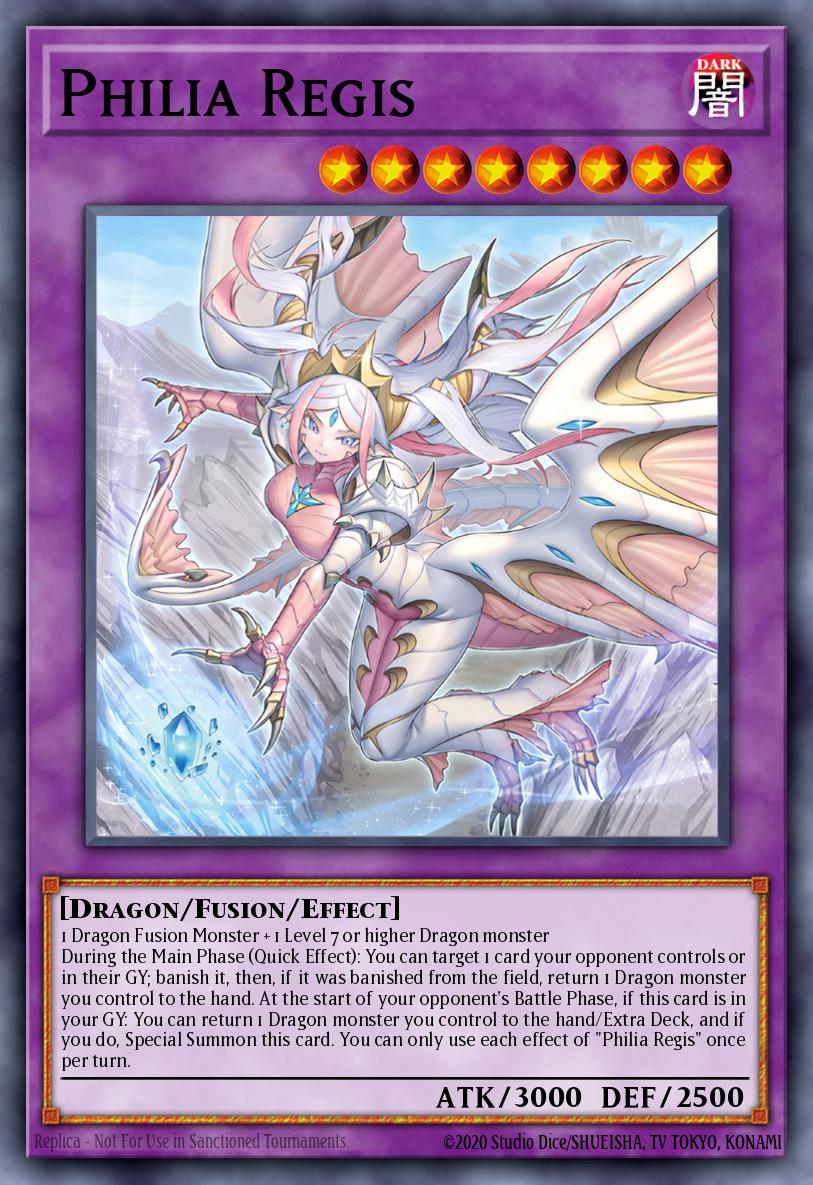 Philia Regis
DARK
闇
[Dragon/Fusion/Effect]
1 Dragon Fusion Monster + 1 Level 7 or higher Dragon monster
During the Main Phase (Quick Effect): You can target 1 card your opponent controls or
in their GY; banish it, then, if it was banished from the field, return 1 Dragon monster
you control to the hand. At the start of your opponent's Battle Phase, if this card is in
your GY: You can return 1 Dragon monster you control to the hand/Extra Deck, and if
you do, Special Summon this card. You can only use each effect of "Philia Regis" once
per turn.
ATK/3000 DEF/2500
Replica - Not For Use in Sanctioned Tournaments.
©2020 Studio Dice/SHUEISHA, TV TOKYO, KONAMI